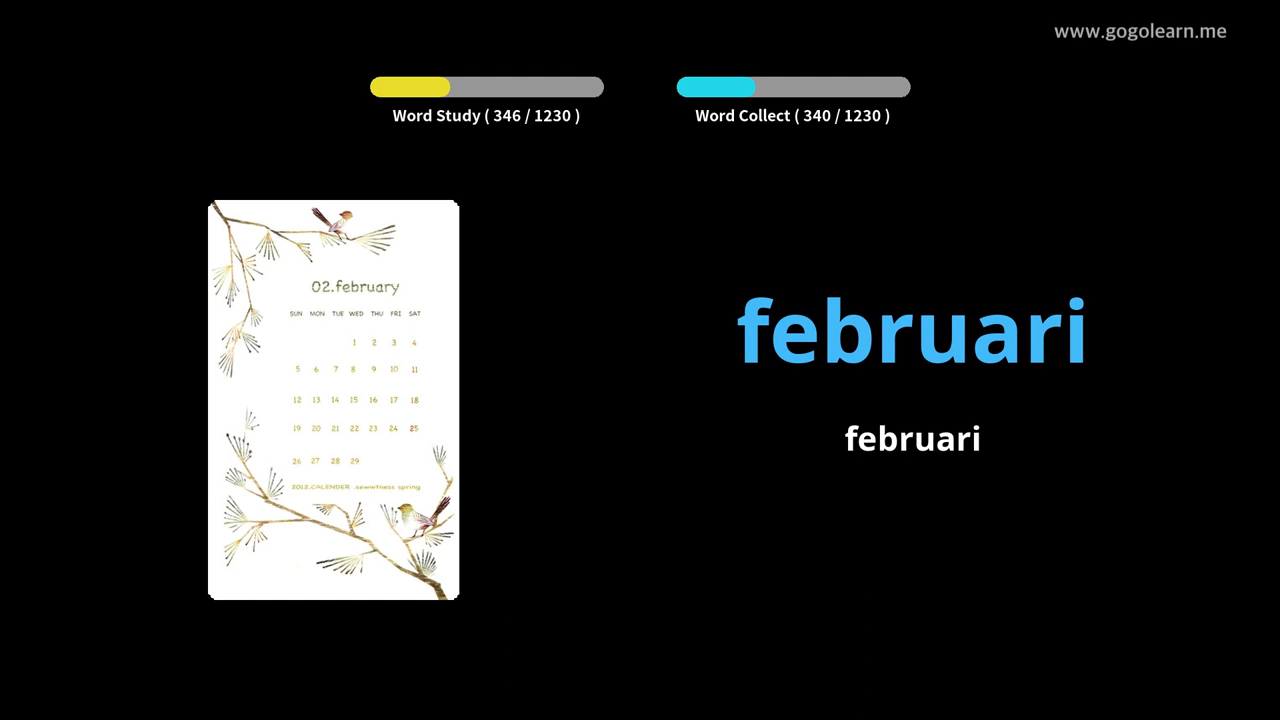 www.gogolearn.me
Word Study ( 346 / 1230 )
Word Collect ( 340 / 1230 )
02.february
SUN MON TUE WED THU FRI SAT
1 2 3 4
5 6 7 8 9 10 11
12 13 14 15 16 17 18
19 20 21 22 23 24 25
26 27 28 29
2012.CALENDER .sewwtness spring
februari
februari